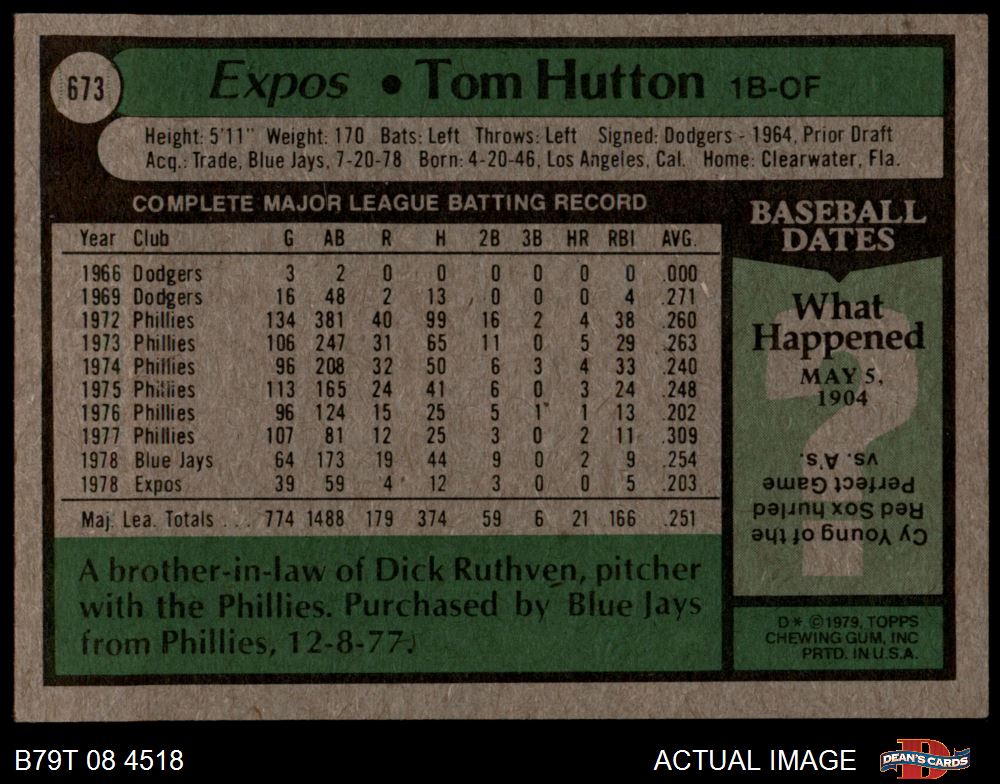 673
Expos • Tom Hutton 1B-OF
Height: 5'11" Weight: 170 Bats: Left Throws: Left Signed: Dodgers - 1964, Prior Draft
Acq.: Trade, Blue Jays, 7-20-78 Born: 4-20-46, Los Angeles, Cal. Home: Clearwater, Fla.
COMPLETE MAJOR LEAGUE BATTING RECORD
Year Club G AB R H 2B 3B HR RBI AVG.
1966 Dodgers 3 2 0 0 0 0 0 0 .000
1969 Dodgers 16 48 2 13 0 0 0 4 .271
1972 Phillies 134 381 40 99 16 2 4 38 .260
1973 Phillies 106 247 31 65 11 0 5 29 .263
1974 Phillies 96 208 32 50 6 3 4 33 .240
1975 Phillies 113 165 24 41 6 0 3 24 .248
1976 Phillies 96 124 15 25 5 1 1 13 .202
1977 Phillies 107 81 12 25 3 0 2 11 .309
1978 Blue Jays 64 173 19 44 9 0 2 9 .254
1978 Expos 39 59 4 12 3 0 0 5 .203
Maj. Lea. Totals . . . 774 1488 179 374 59 6 21 166 .251
A brother-in-law of Dick Ruthven, pitcher
with the Phillies. Purchased by Blue Jays
from Phillies, 12-8-77.
BASEBALL
DATES
What
Happened
MAY 5,
1904
?
Cy Young of the
Red Sox hurled
Perfect Game
vs. A's.
D* ©1979, TOPPS
CHEWING GUM, INC
PRTD. IN U.S.A.
B79T 08 4518
ACTUAL IMAGE
DEAN'S CARDS